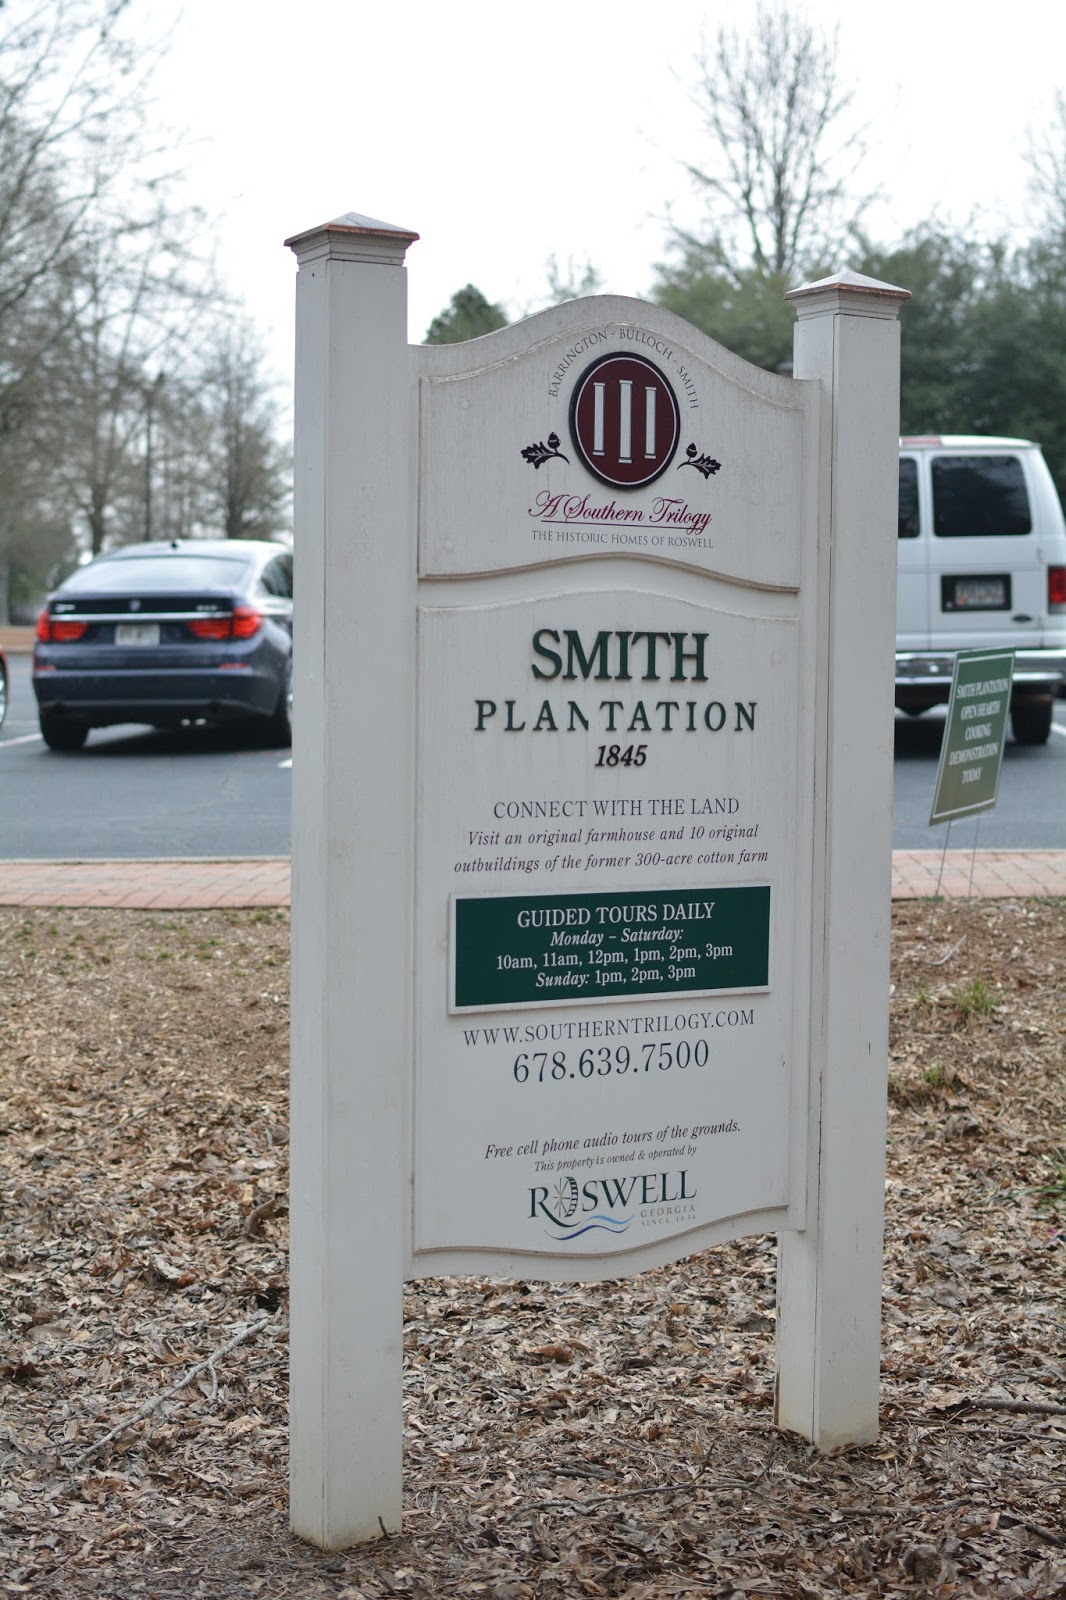 BARRINGTON - BULLOCH - SMITH
A Southern Trilogy
THE HISTORIC HOMES OF ROSWELL
SMITH
PLANTATION
1845
CONNECT WITH THE LAND
Visit an original farmhouse and 10 original
outbuildings of the former 300-acre cotton farm
GUIDED TOURS DAILY
Monday – Saturday:
10am, 11am, 12pm, 1pm, 2pm, 3pm
Sunday: 1pm, 2pm, 3pm
WWW.SOUTHERNTRILOGY.COM
678.639.7500
Free cell phone audio tours of the grounds.
This property is owned & operated by
ROSWELL
GEORGIA
SINCE 1854
SMITH PLANTATION
OPEN HEARTH
COOKING
DEMONSTRATION
TODAY